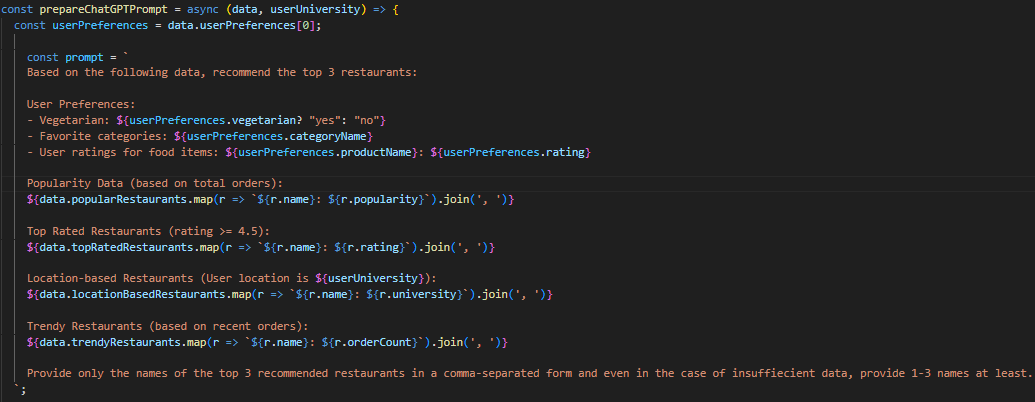 const prepareChatGPTPrompt = async (data, userUniversity) => {
const userPreferences = data.userPreferences[0];
const prompt = `
Based on the following data, recommend the top 3 restaurants:
User Preferences:
- Vegetarian: ${userPreferences.vegetarian? "yes": "no"}
- Favorite categories: ${userPreferences.categoryName}
- User ratings for food items: ${userPreferences.productName}: ${userPreferences.rating}
Popularity Data (based on total orders):
${data.popularRestaurants.map(r => `${r.name}: ${r.popularity}`).join(', ')}
Top Rated Restaurants (rating >= 4.5):
${data.topRatedRestaurants.map(r => `${r.name}: ${r.rating}`).join(', ')}
Location-based Restaurants (User location is ${userUniversity}):
${data.locationBasedRestaurants.map(r => `${r.name}: ${r.university}`).join(', ')}
Trendy Restaurants (based on recent orders):
${data.trendyRestaurants.map(r => `${r.name}: ${r.orderCount}`).join(', ')}
Provide only the names of the top 3 recommended restaurants in a comma-separated form and even in the case of insuffiecient data, provide 1-3 names at least.
`;